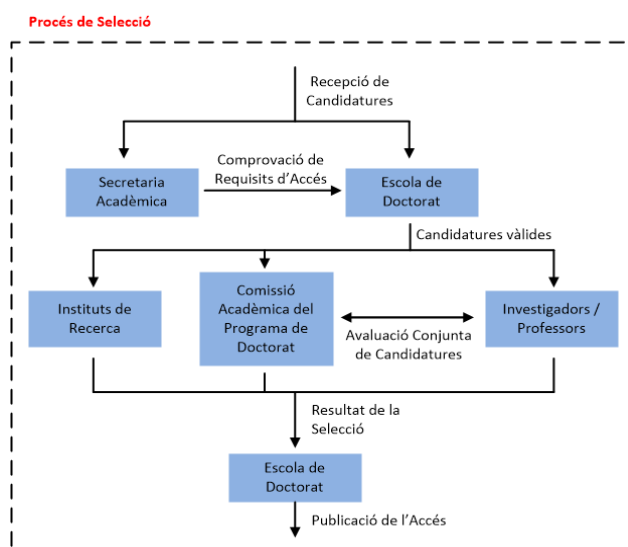 Procés de Selecció
Recepció de
Candidatures
Secretaria
Acadèmica
Comprovació de
Requisits d'Accés
Escola de
Doctorat
Candidatures vàlides
Instituts de
Recerca
Comissió
Acadèmica del
Programa de
Doctorat
Avaluació Conjunta
de Candidatures
Investigadors /
Professors
Resultat de la
Selecció
Escola de
Doctorat
Publicació de l'Accés